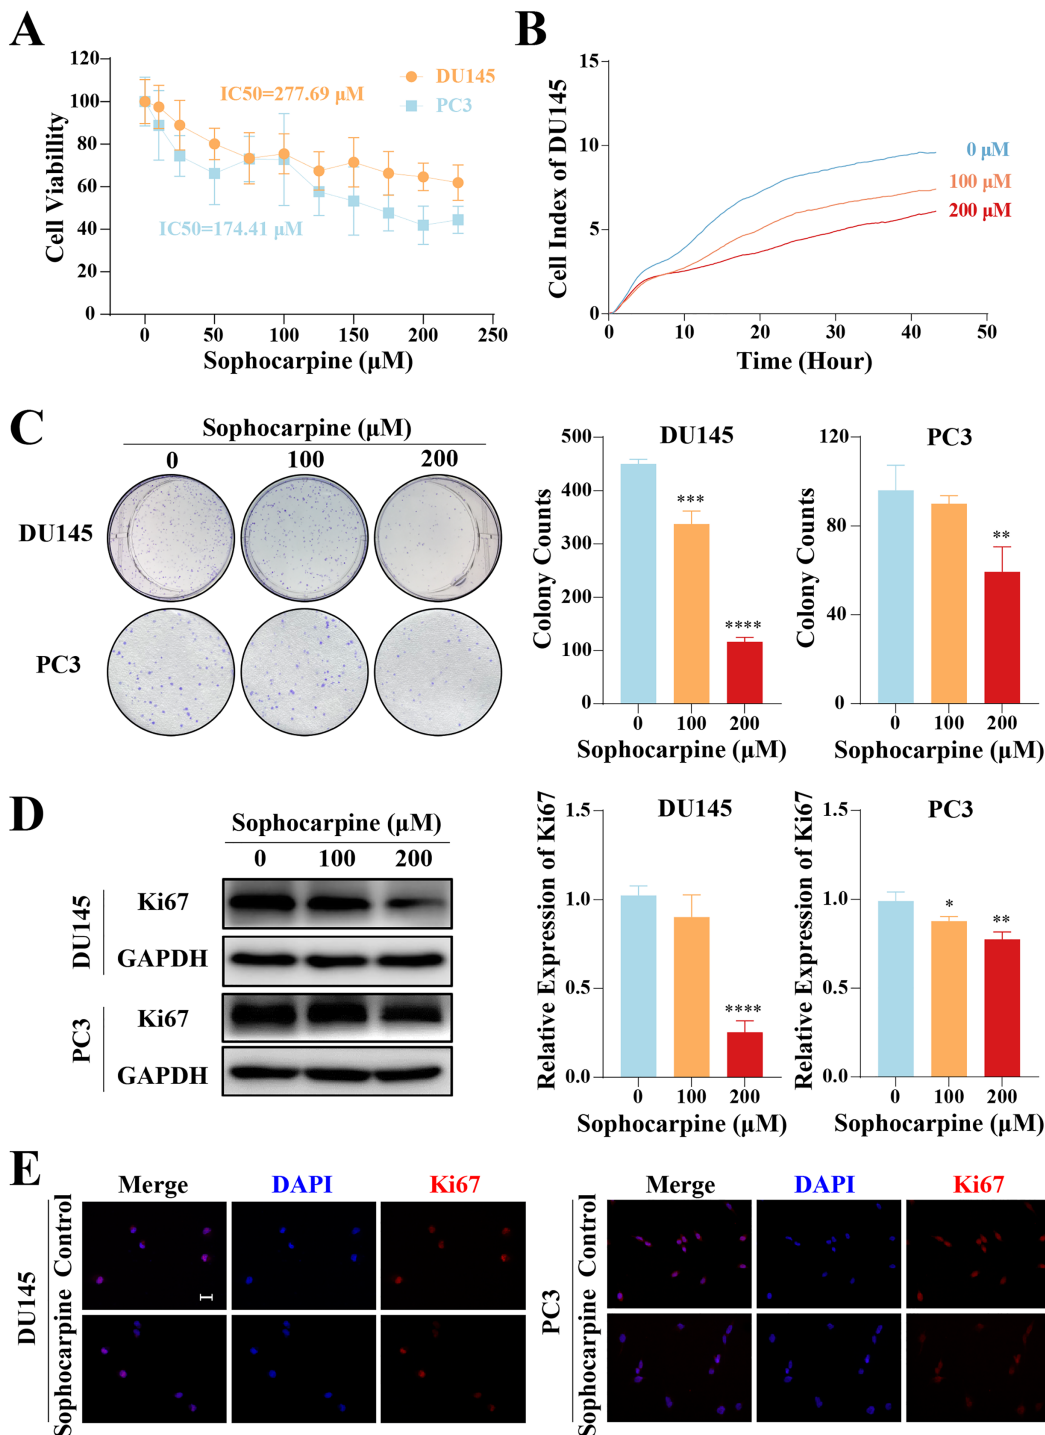 A
120
100
80
60
40
20
0
Cell Viabillity
IC50=277.69 μM
IC50=174.41 μM
DU145
PC3
0 50 100 150 200 250
Sophocarpine (μM)
B
15
10
5
0
Cell Index of DU145
0 μM
100 μM
200 μM
0 10 20 30 40 50
Time (Hour)
C
Sophocarpine (μM)
0 100 200
DU145
PC3
DU145
500
400
300
200
100
0
Colony Counts
***
****
0 100 200
Sophocarpine (μM)
PC3
120
80
40
0
Colony Counts
**
0 100 200
Sophocarpine (μM)
D
Sophocarpine (μM)
0 100 200
DU145
Ki67
GAPDH
PC3
Ki67
GAPDH
DU145
1.5
1.0
0.5
0.0
Relative Expression of Ki67
****
0 100 200
Sophocarpine (μM)
PC3
1.5
1.0
0.5
0.0
Relative Expression of Ki67
*
**
0 100 200
Sophocarpine (μM)
E
Merge DAPI Ki67
DU145
Control
Sophocarpine
Merge DAPI Ki67
PC3
Control
Sophocarpine